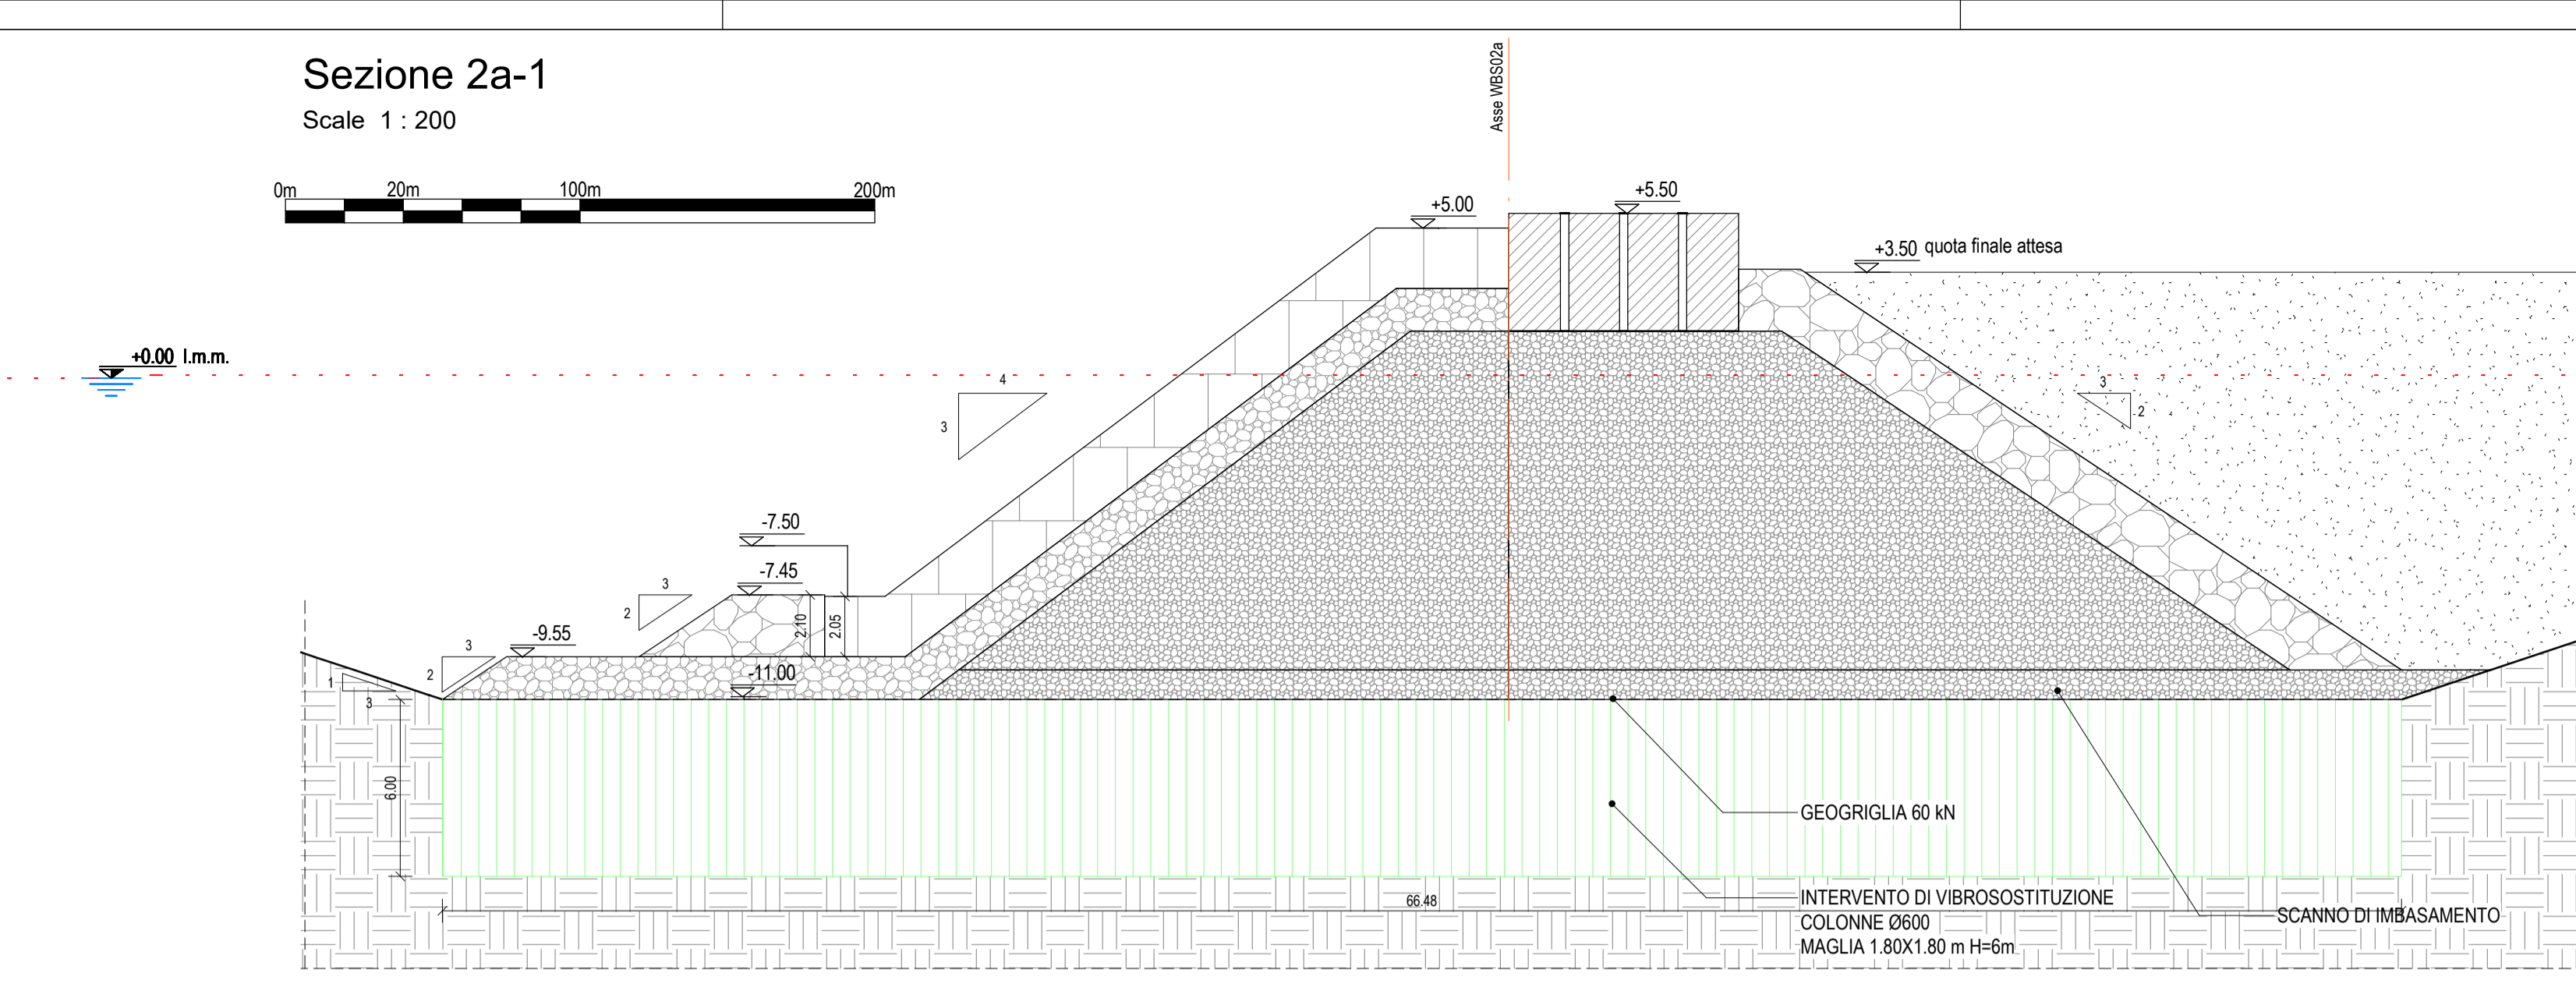 Sezione 2a-1
Scale 1 : 200
0m 20m 100m 200m
Asse WBS02a
+5.00
+5.50
+3.50 quota finale attesa
+0.00 l.m.m.
4
3
3
2
-7.50
-7.45
3
2
2.10
2.05
-9.55
3
2
-11.00
1
3
6.00
GEOGRIGLIA 60 kN
66.48
INTERVENTO DI VIBROSOSTITUZIONE
COLONNE Ø600
MAGLIA 1.80X1.80 m H=6m
SCANNO DI IMBASAMENTO